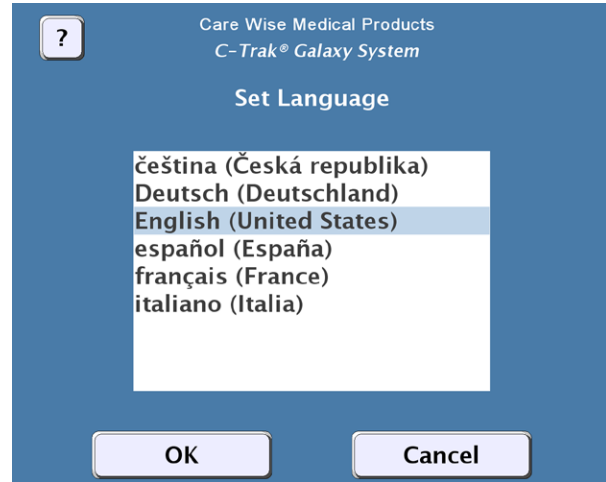 ?
Care Wise Medical Products
C-Trak® Galaxy System
Set Language
čeština (Česká republika)
Deutsch (Deutschland)
English (United States)
español (España)
français (France)
italiano (Italia)
OK
Cancel